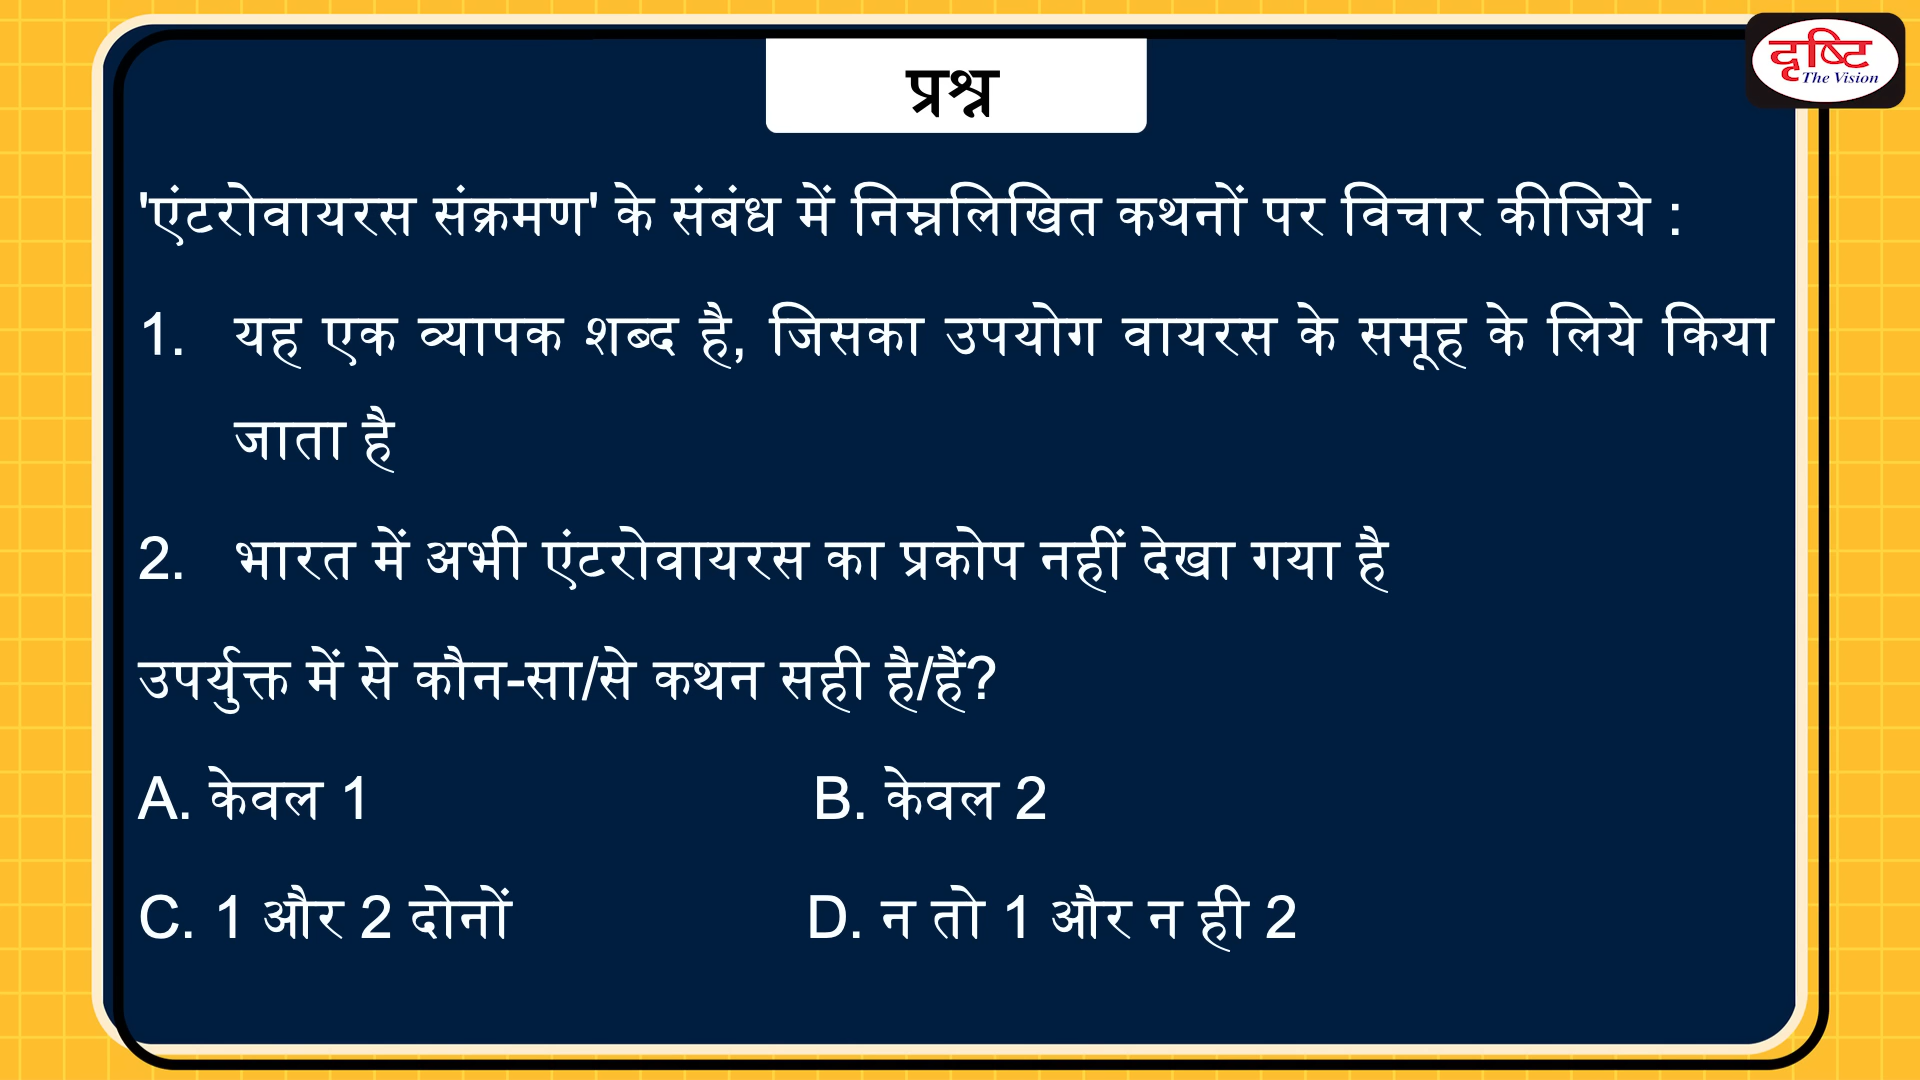 दृष्टि
The Vision
प्रश्न
'एंटरोवायरस संक्रमण' के संबंध में निम्नलिखित कथनों पर विचार कीजिये :
1. यह एक व्यापक शब्द है, जिसका उपयोग वायरस के समूह के लिये किया
जाता है
2. भारत में अभी एंटरोवायरस का प्रकोप नहीं देखा गया है
उपर्युक्त में से कौन-सा/से कथन सही है/हैं?
A. केवल 1 B. केवल 2
C. 1 और 2 दोनों D. न तो 1 और न ही 2